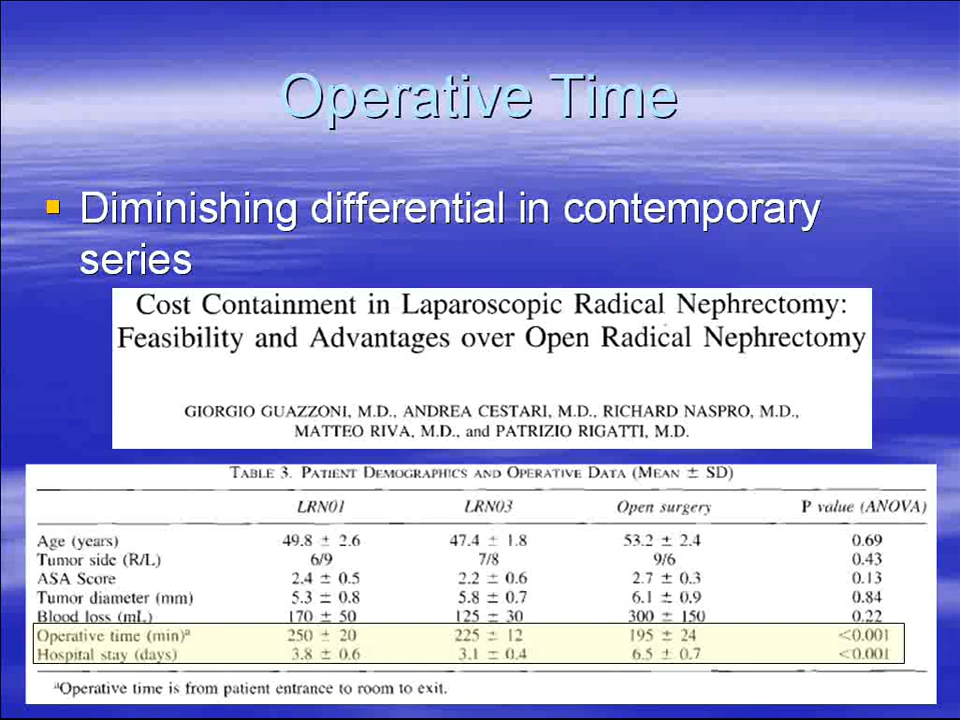 Operative Time
Diminishing differential in contemporary
series
Cost Containment in Laparoscopic Radical Nephrectomy:
Feasibility and Advantages over Open Radical Nephrectomy
GIORGIO GUAZZONI, M.D., ANDREA CESTARI, M.D., RICHARD NASPRO, M.D.,
MATTEO RIVA, M.D., and PATRIZIO RIGATTI, M.D.
TABLE 3. PATIENT DEMOGRAPHICS AND OPERATIVE DATA (MEAN ± SD)
LRN01 LRN03 Open surgery P value (ANOVA)
Age (years) 49.8 ± 2.6 47.4 ± 1.8 53.2 ± 2.4 0.69
Tumor side (R/L) 6/9 7/8 9/6 0.43
ASA Score 2.4 ± 0.5 2.2 ± 0.6 2.7 ± 0.3 0.13
Tumor diameter (mm) 5.3 ± 0.8 5.8 ± 0.7 6.1 ± 0.9 0.84
Blood loss (mL) 170 ± 50 125 ± 30 300 ± 150 0.22
Operative time (min)ᵃ 250 ± 20 225 ± 12 195 ± 24 <0.001
Hospital stay (days) 3.8 ± 0.6 3.1 ± 0.4 6.5 ± 0.7 <0.001
ᵃOperative time is from patient entrance to room to exit.